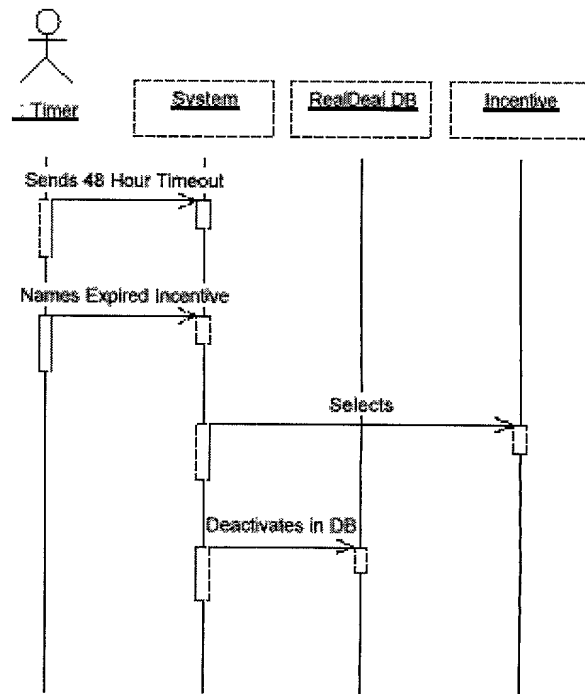 : Timer
System
RealDeal DB
Incentive
Sends 48 Hour Timeout
Names Expired Incentive
Selects
Deactivates in DB